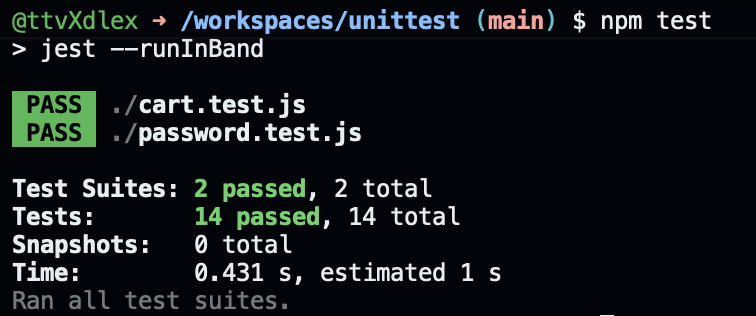 @ttvXdlex ➜ /workspaces/unittest (main) $ npm test
> jest --runInBand
PASS ./cart.test.js
PASS ./password.test.js
Test Suites: 2 passed, 2 total
Tests: 14 passed, 14 total
Snapshots: 0 total
Time: 0.431 s, estimated 1 s
Ran all test suites.